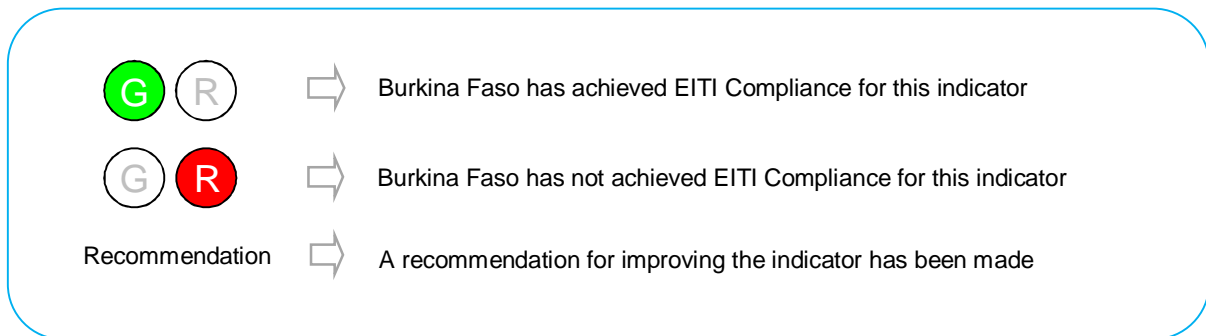 G R Burkina Faso has achieved EITI Compliance for this indicator
G R Burkina Faso has not achieved EITI Compliance for this indicator
Recommendation A recommendation for improving the indicator has been made